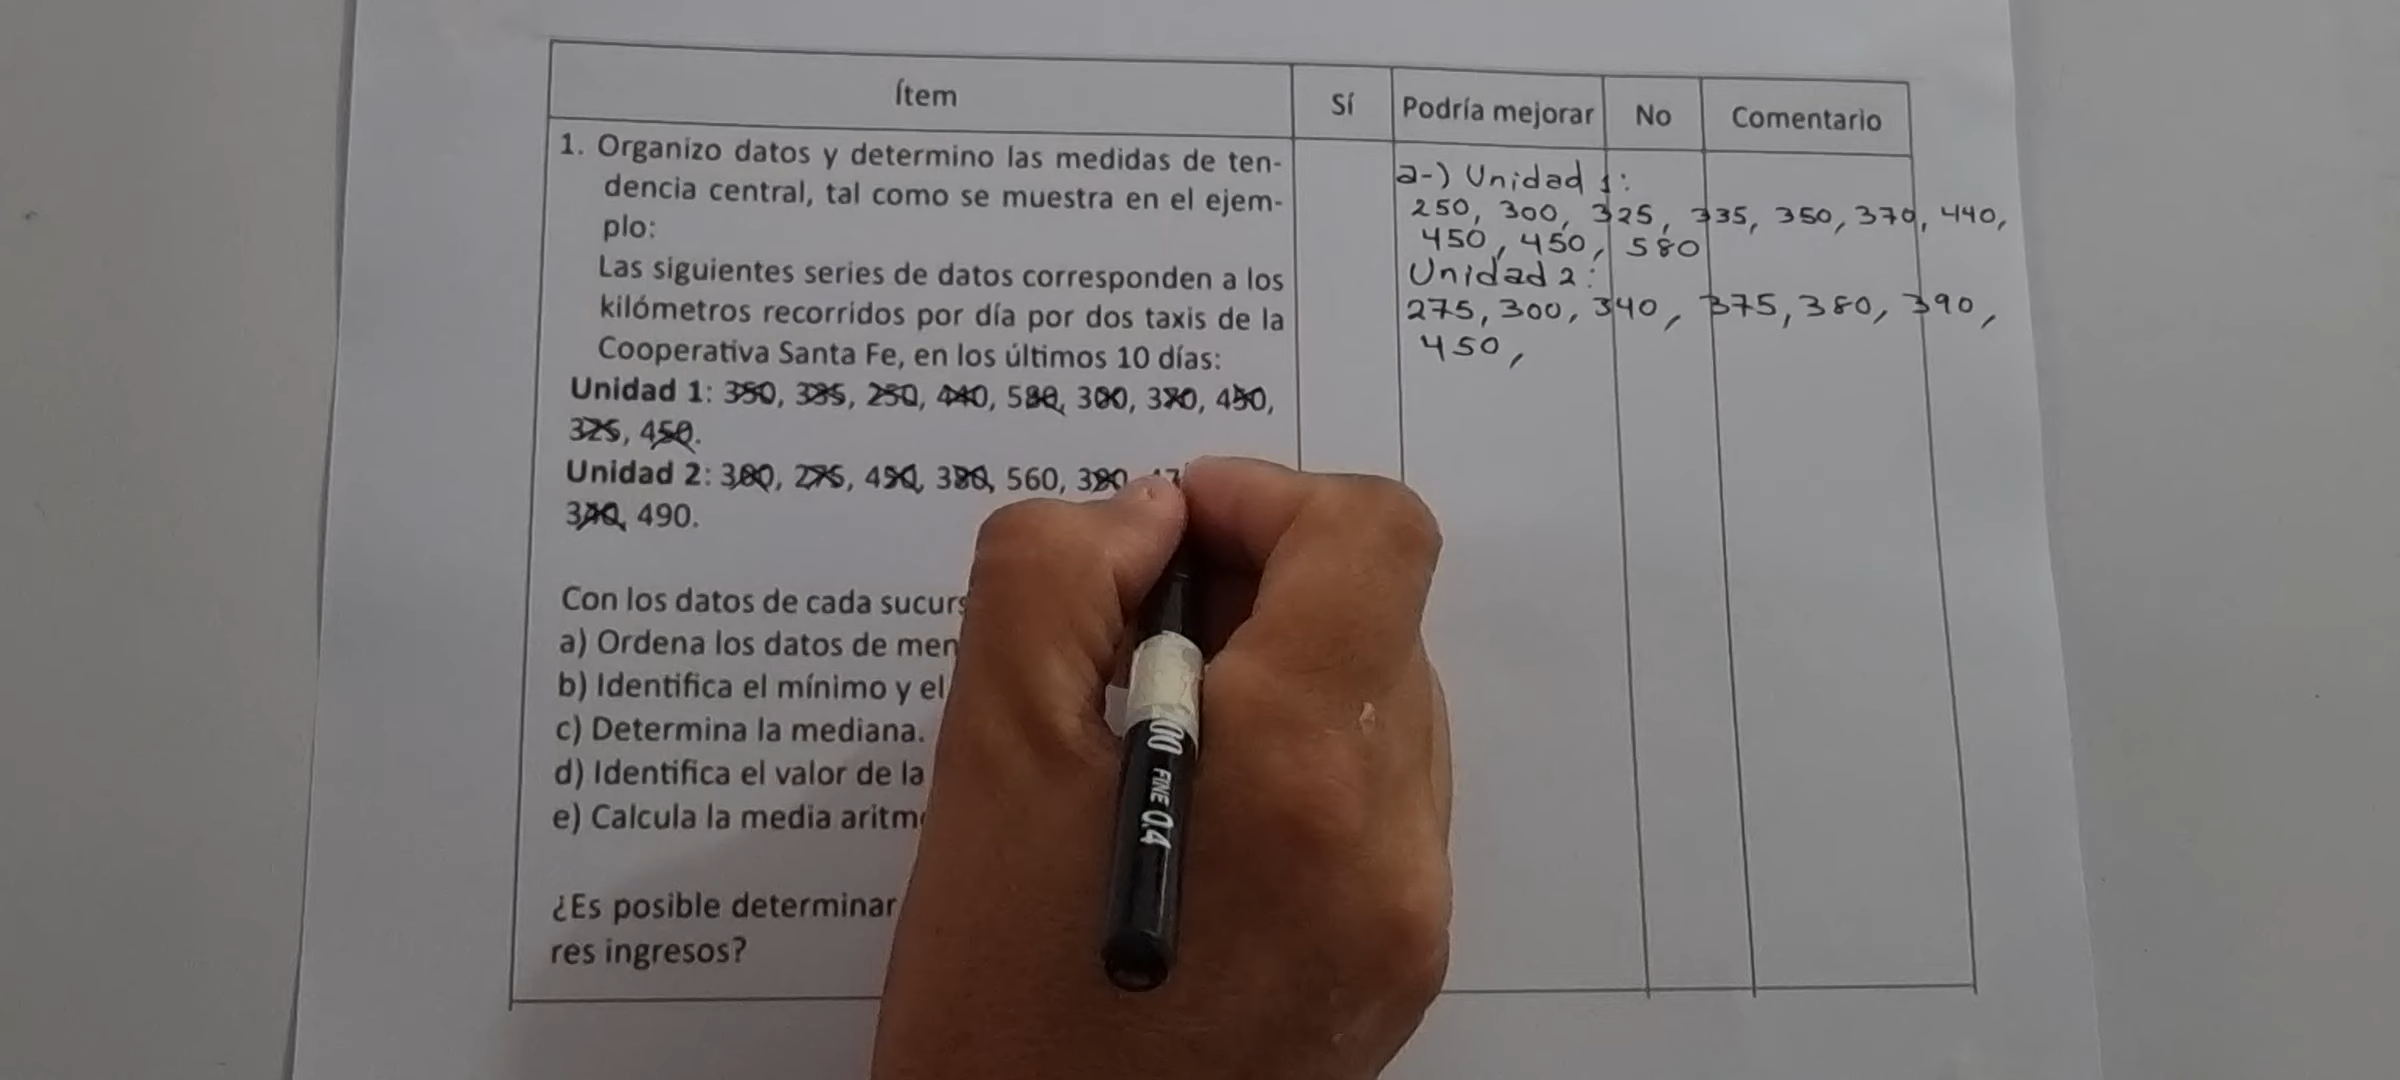 Ítem
Sí
Podría mejorar
No
Comentario
1. Organizo datos y determino las medidas de ten-
dencia central, tal como se muestra en el ejem-
plo:
Las siguientes series de datos corresponden a los
kilómetros recorridos por día por dos taxis de la
Cooperativa Santa Fe, en los últimos 10 días:
Unidad 1: 350, 335, 250, 440, 580, 300, 370, 450,
325, 450.
Unidad 2: 300, 275, 450, 380, 560, 390,
340, 490.
Con los datos de cada
a) Ordena los datos de
b) Identifica el mínimo y el
c) Determina la mediana.
d) Identifica el valor de la
e) Calcula la media
¿Es posible determinar
res ingresos?
a-) Unidad 1:
250, 300, 325, 335, 350, 370, 440,
450, 450, 580
Unidad 2:
275, 300, 340, 375, 380, 390,
450,
00 FINE 0.4